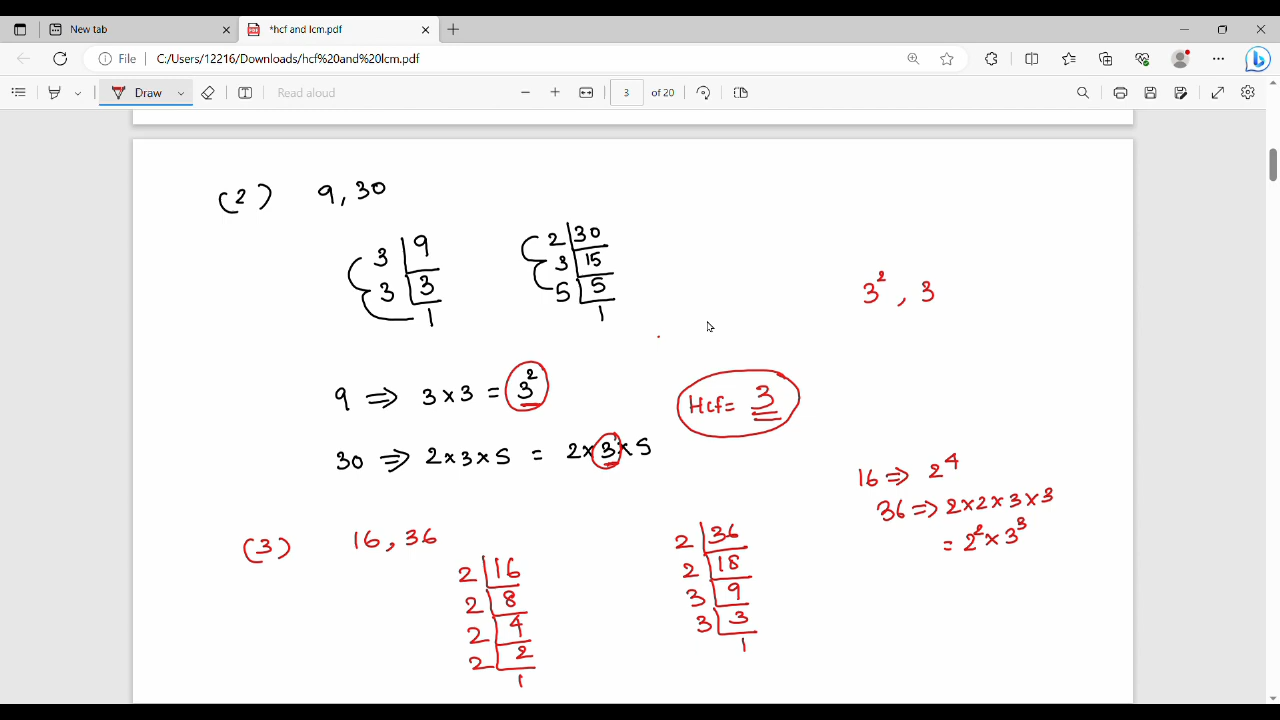 New tab
*hcf and lcm.pdf
File C:/Users/12216/Downloads/hcf%20and%20lcm.pdf
Draw Read aloud 3 of 20
(2) 9, 30
3 | 9
3 | 3
1
2 | 30
3 | 15
5 | 5
1
3², 3
9 ⇒ 3 × 3 = 3²
Hcf = 3
30 ⇒ 2×3×5 = 2×3×5
16 ⇒ 2⁴
36 ⇒ 2×2×3×3
= 2²×3³
(3) 16, 36
2 | 16
2 | 8
2 | 4
2 | 2
1
2 | 36
2 | 18
3 | 9
3 | 3
1